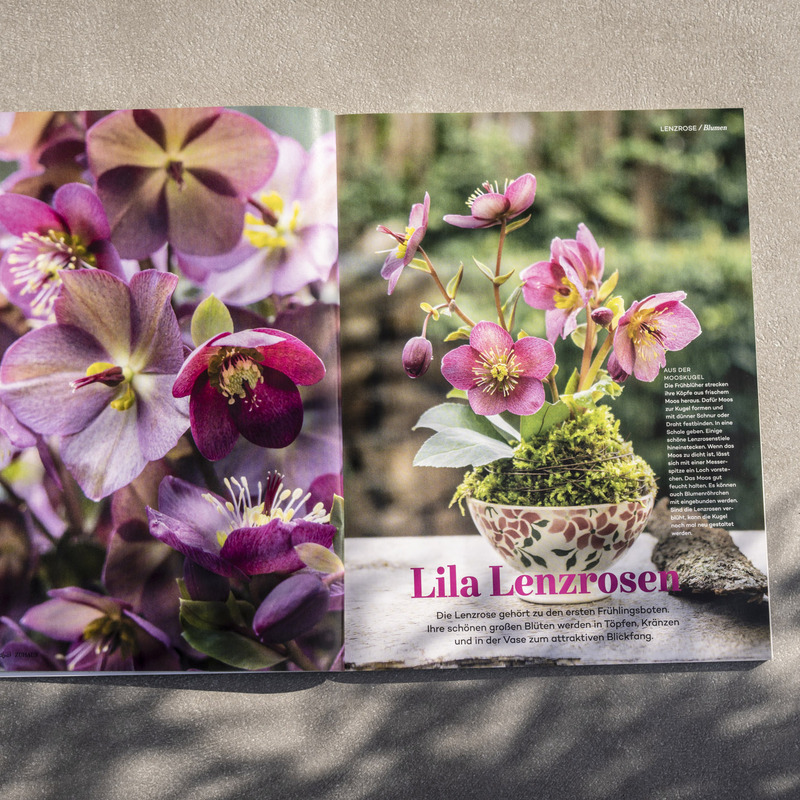 LENZROSE / Blumen
AUS DER
MOOSKUGEL
Die Frühblüher strecken
ihre Köpfe aus frischem
Moos heraus. Dafür Moos
zur Kugel formen und
mit dünner Schnur oder
Draht festbinden. In eine
Schale geben. Einige
schöne Lenzrosenstiele
hineinstecken. Wenn das
Moos zu dicht ist, lässt
sich mit einer Messer-
spitze ein Loch vorste-
chen. Das Moos gut
feucht halten. Es können
auch Blumenröhrchen
mit eingebunden werden.
Sind die Lenzrosen ver-
blüht, kann die Kugel
noch mal neu gestaltet
werden.
Lila Lenzrosen
Die Lenzrose gehört zu den ersten Frühlingsboten.
Ihre schönen großen Blüten werden in Töpfen, Kränzen
und in der Vase zum attraktiven Blickfang.